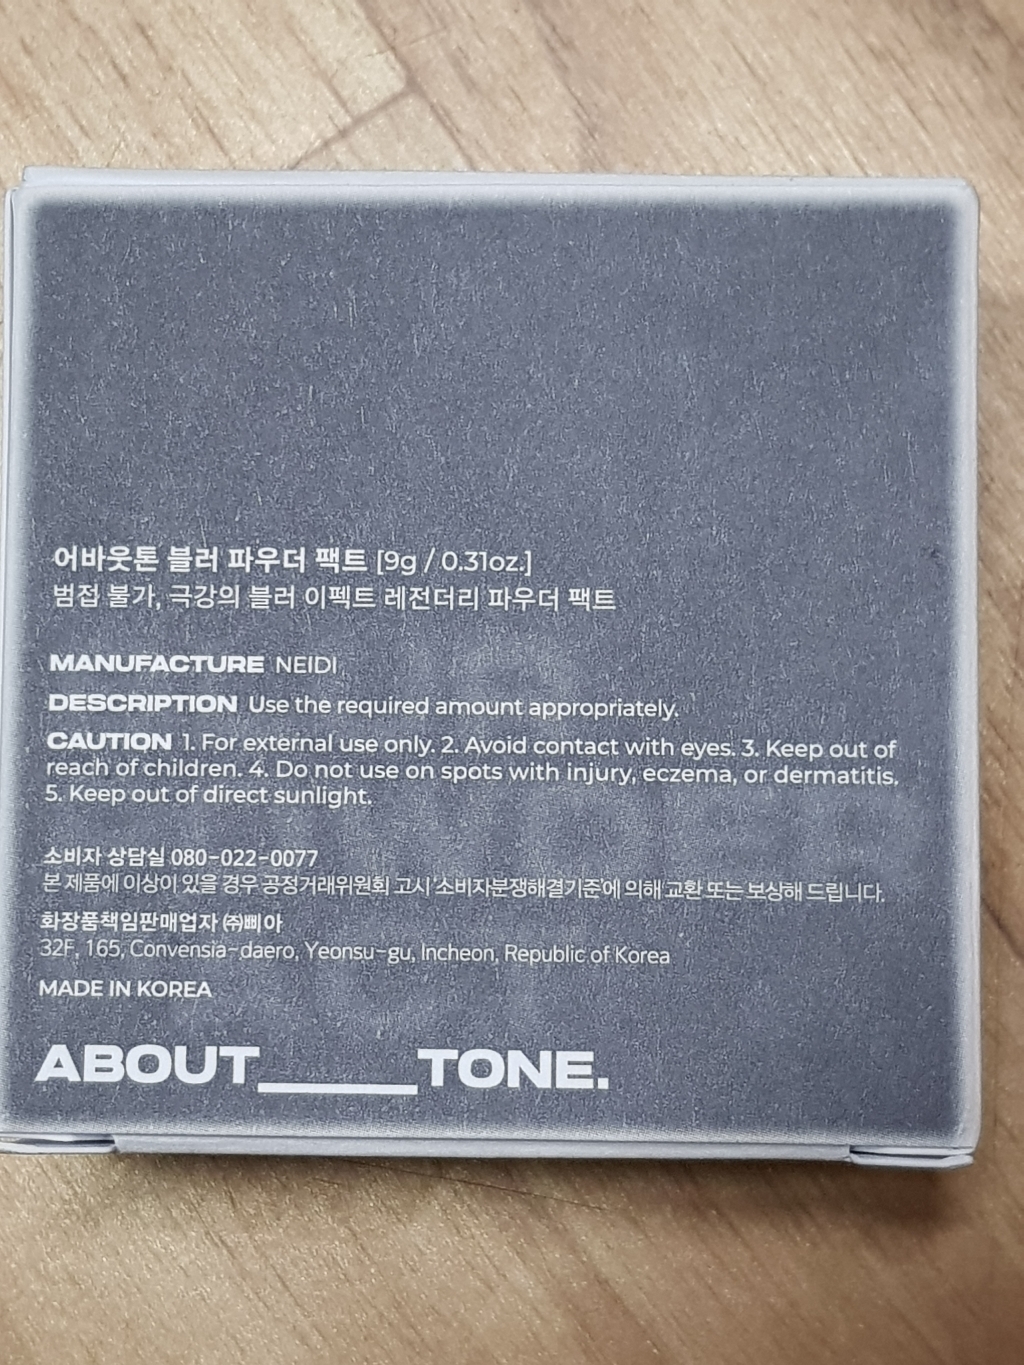 어바웃톤 블러 파우더 팩트 [9g / 0.31oz.]
범접 불가, 극강의 블러 이펙트 레전더리 파우더 팩트
MANUFACTURE NEIDI
DESCRIPTION Use the required amount appropriately.
CAUTION 1. For external use only. 2. Avoid contact with eyes. 3. Keep out of
reach of children. 4. Do not use on spots with injury, eczema, or dermatitis.
5. Keep out of direct sunlight.
소비자 상담실 080-022-0077
본 제품에 이상이 있을 경우 공정거래위원회 고시 '소비자분쟁해결기준'에 의해 교환 또는 보상해 드립니다.
화장품책임판매업자 ㈜삐아
32F, 165, Convensia-daero, Yeonsu-gu, Incheon, Republic of Korea
MADE IN KOREA
ABOUT_____TONE.